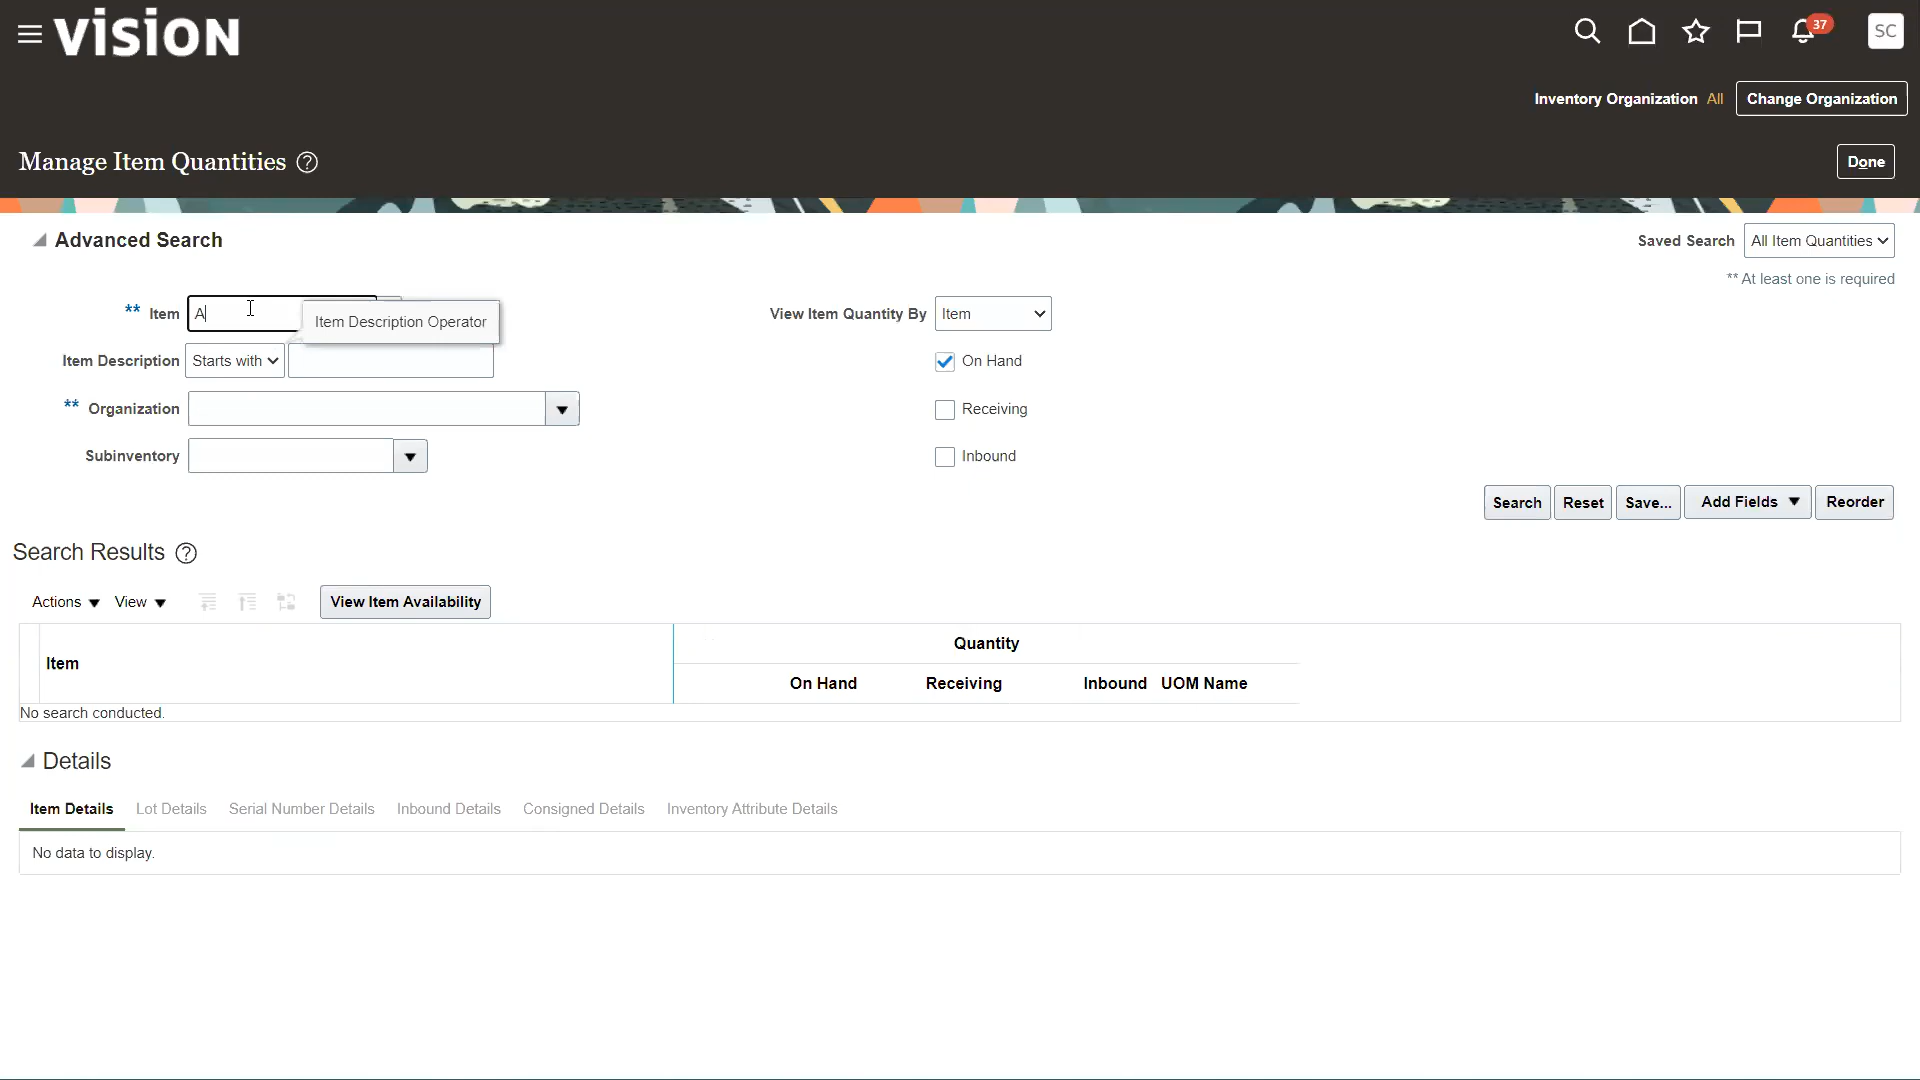 vision
37
SC
Inventory Organization All Change Organization
Manage Item Quantities ?
Done
Advanced Search
Saved Search All Item Quantities
** At least one is required
** Item A
Item Description Operator
View Item Quantity By Item
Item Description Starts with
On Hand
** Organization
Receiving
Subinventory
Inbound
Search Reset Save... Add Fields Reorder
Search Results ?
Actions View View Item Availability
Item
Quantity
On Hand Receiving Inbound UOM Name
No search conducted.
Details
Item Details Lot Details Serial Number Details Inbound Details Consigned Details Inventory Attribute Details
No data to display.